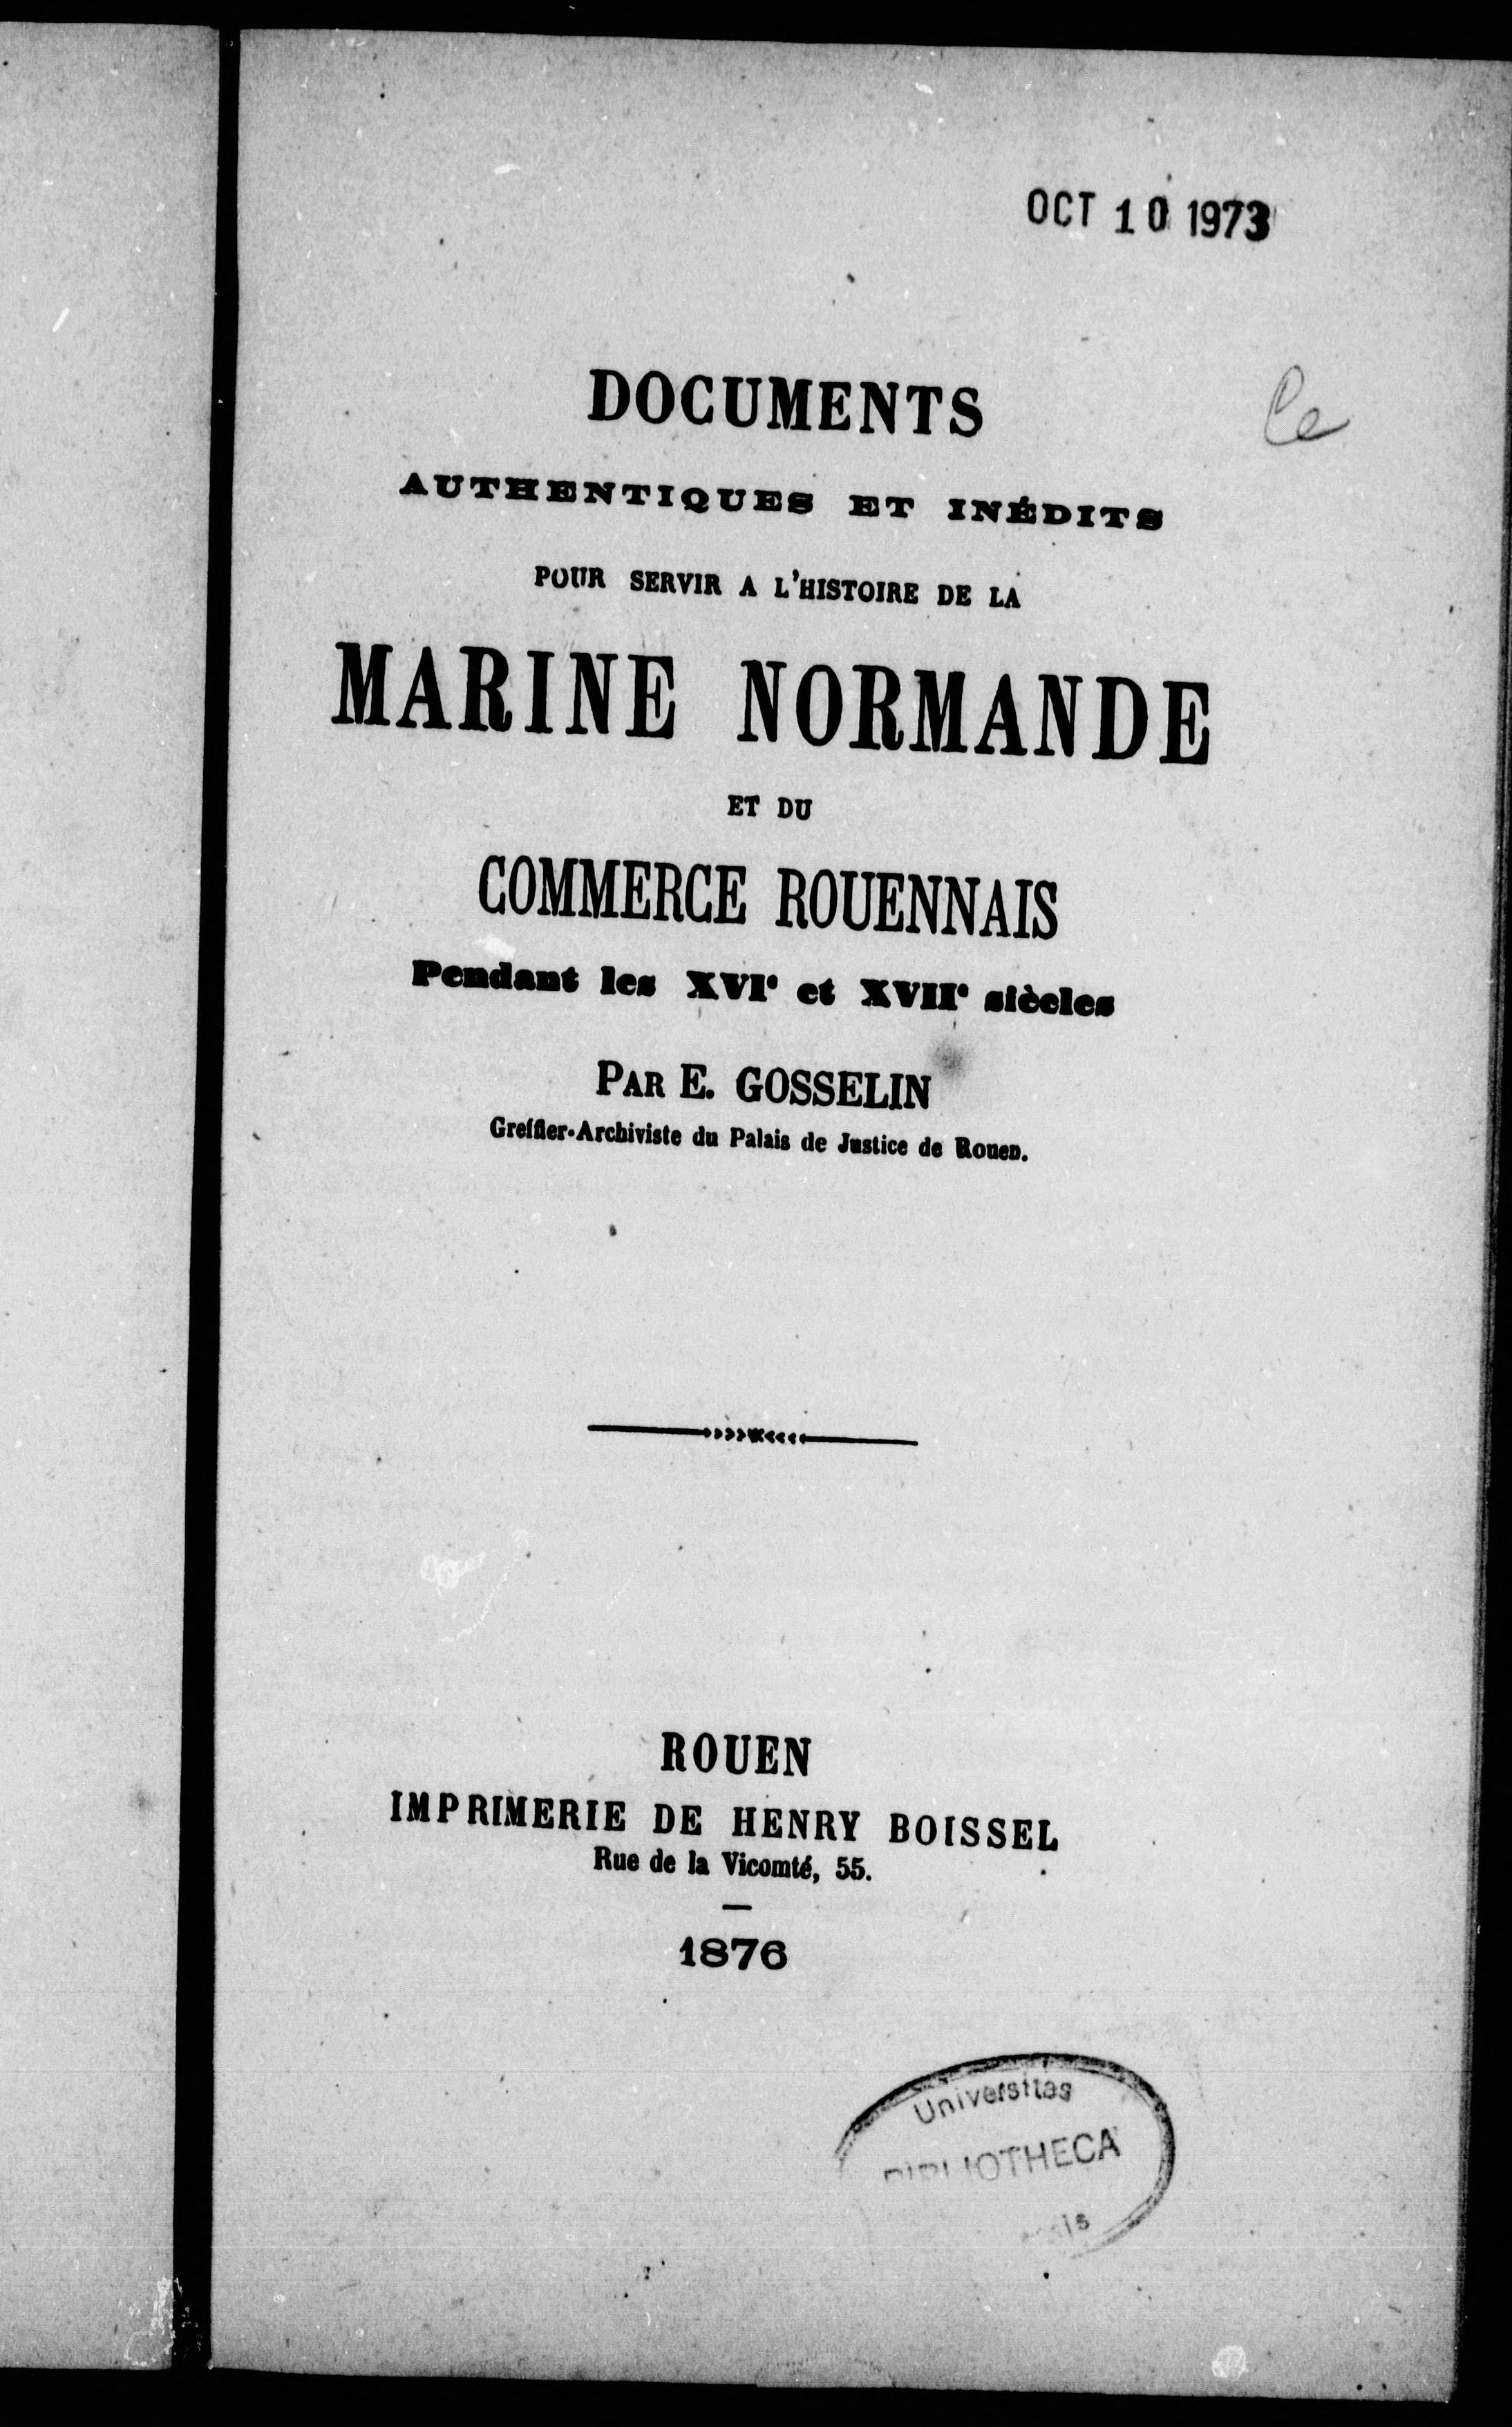 OCT 10 1973
DOCUMENTS
AUTHENTIQUES ET INÉDITS
POUR SERVIR A L'HISTOIRE DE LA
MARINE NORMANDE
ET DU
COMMERCE ROUENNAIS
Pendant les XVIe et XVIIe siècles
PAR E. GOSSELIN
Greffier-Archiviste du Palais de Justice de Rouen.
ROUEN
IMPRIMERIE DE HENRY BOISSEL
Rue de la Vicomté, 55.
1876
Universitas
BIBLIOTHECA